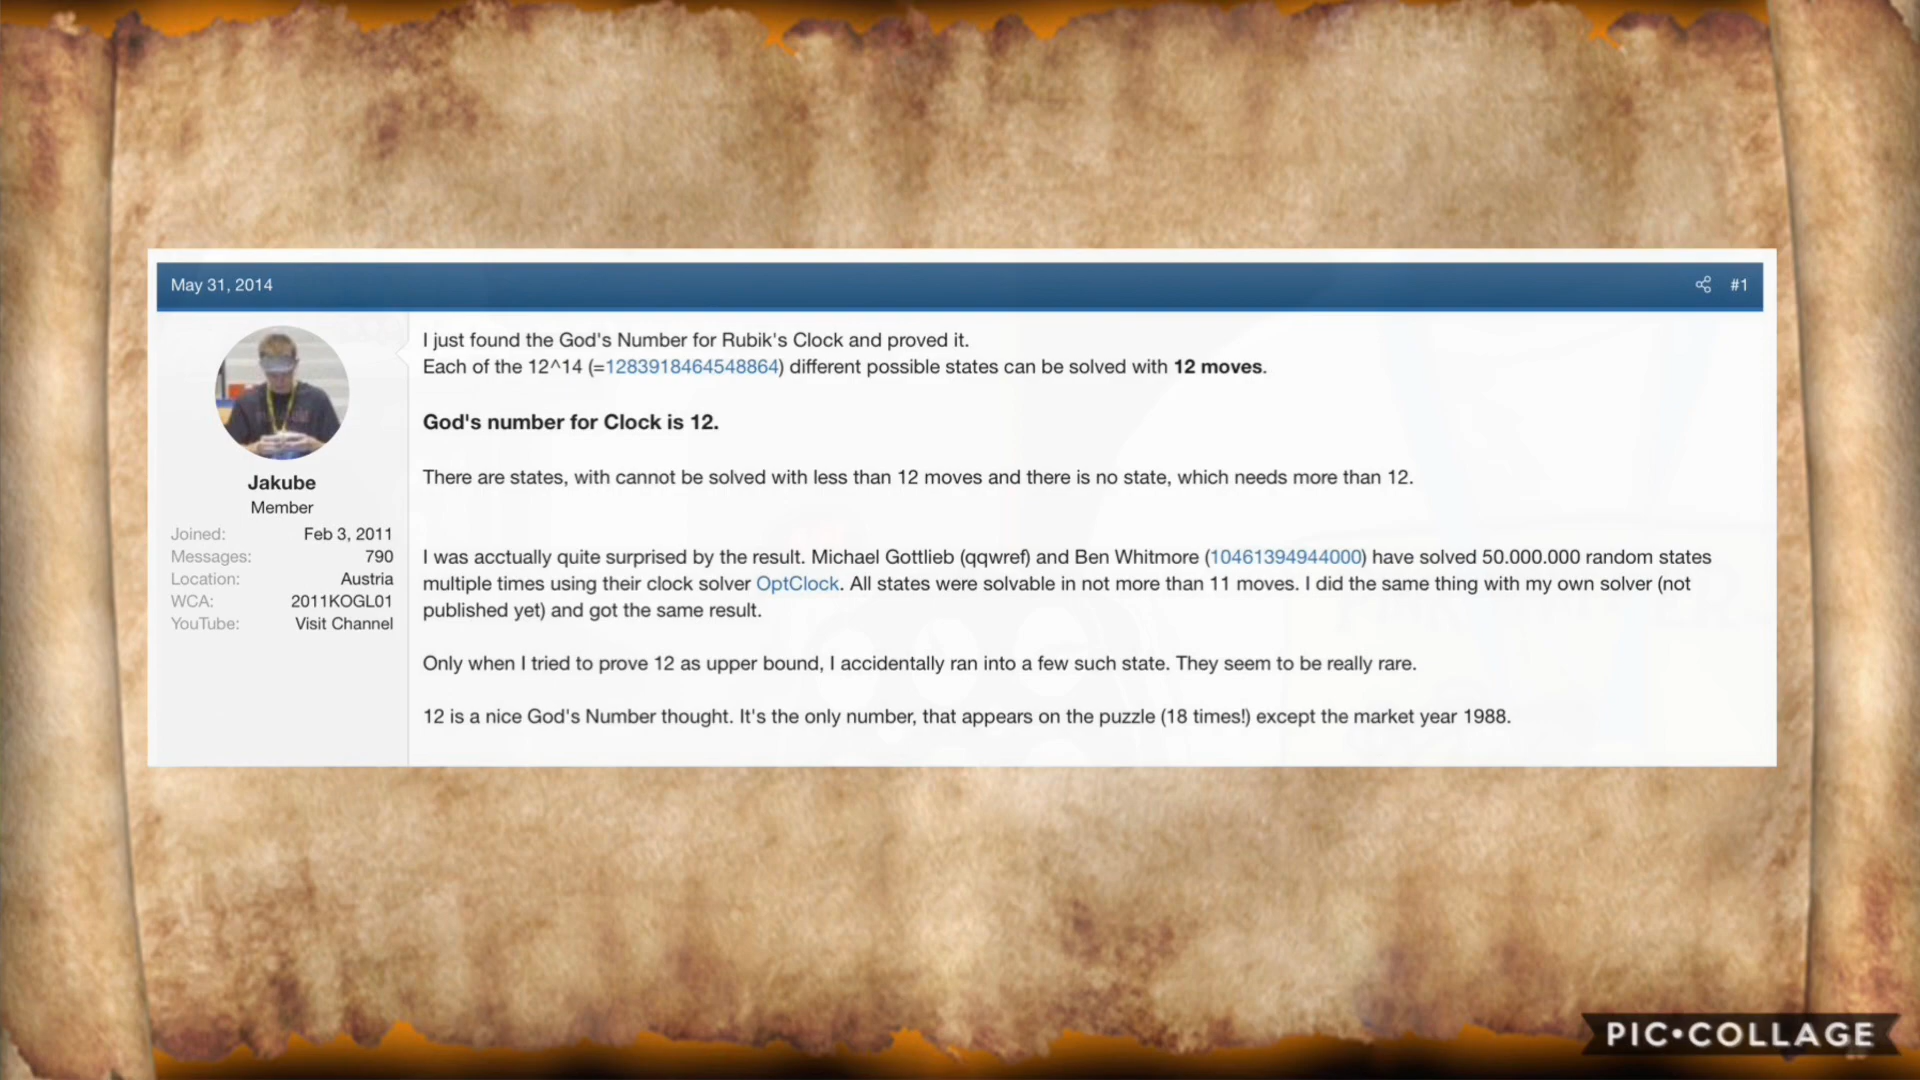 May 31, 2014
#1
I just found the God's Number for Rubik's Clock and proved it.
Each of the 12^14 (=1283918464548864) different possible states can be solved with 12 moves.
God's number for Clock is 12.
There are states, with cannot be solved with less than 12 moves and there is no state, which needs more than 12.
I was acctually quite surprised by the result. Michael Gottlieb (qqwref) and Ben Whitmore (10461394944000) have solved 50.000.000 random states
multiple times using their clock solver OptClock. All states were solvable in not more than 11 moves. I did the same thing with my own solver (not
published yet) and got the same result.
Only when I tried to prove 12 as upper bound, I accidentally ran into a few such state. They seem to be really rare.
12 is a nice God's Number thought. It's the only number, that appears on the puzzle (18 times!) except the market year 1988.
Jakube
Member
Joined: Feb 3, 2011
Messages: 790
Location: Austria
WCA: 2011KOGL01
YouTube: Visit Channel
PIC•COLLAGE